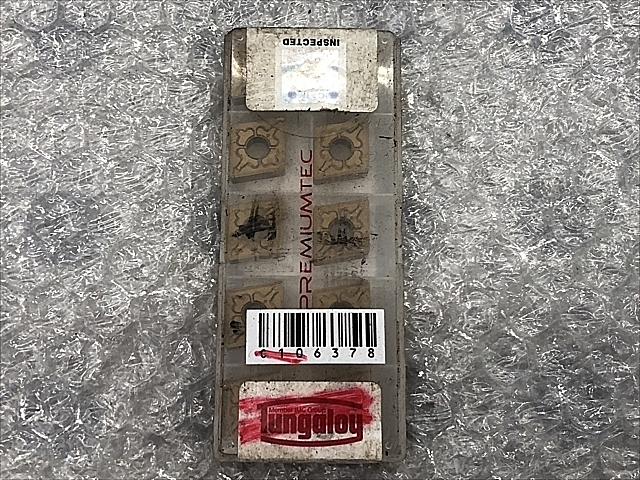 INSPECTED
PREMIUMTEC
C106378
Member IMC Group
Tungaloy